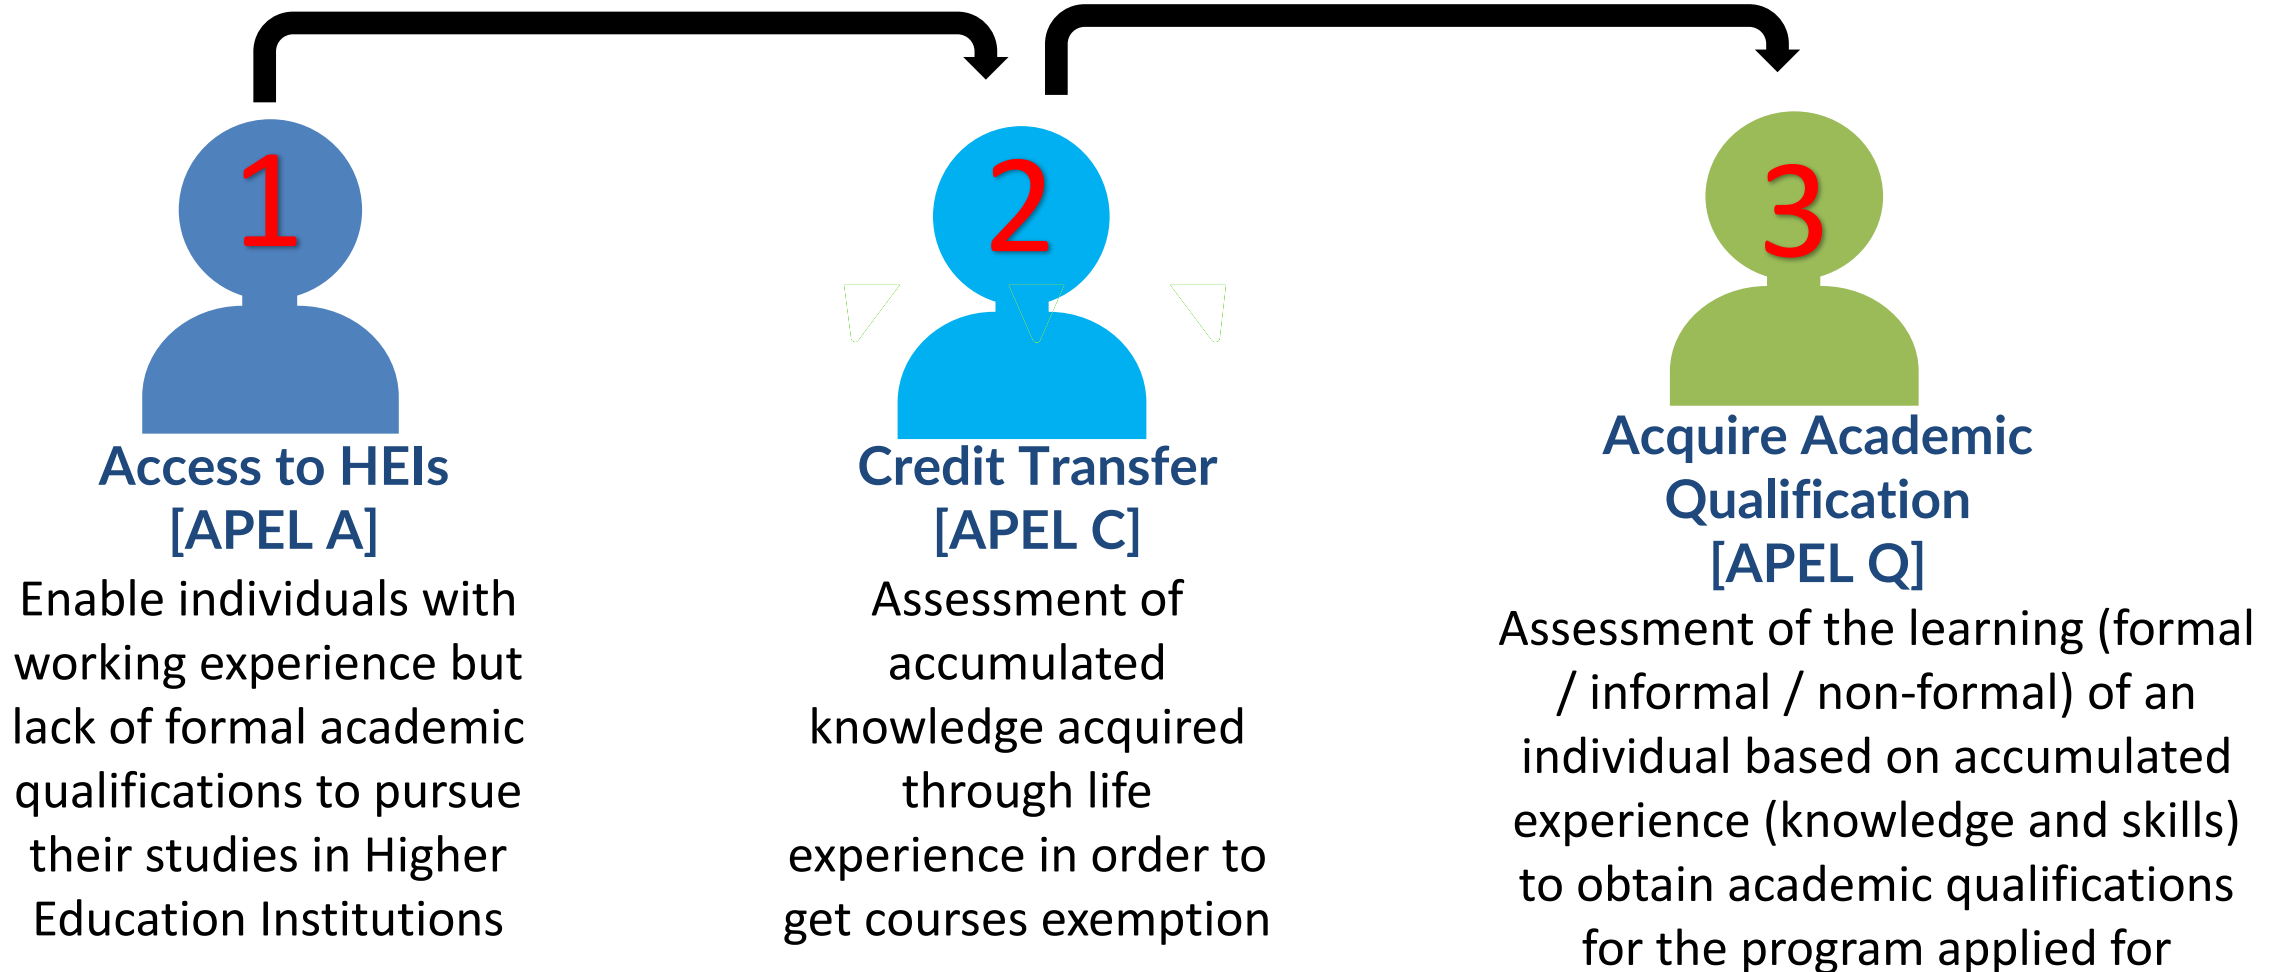 1
Access to HEIs
[APEL A]
Enable individuals with
working experience but
lack of formal academic
qualifications to pursue
their studies in Higher
Education Institutions
2
Credit Transfer
[APEL C]
Assessment of
accumulated
knowledge acquired
through life
experience in order to
get courses exemption
3
Acquire Academic
Qualification
[APEL Q]
Assessment of the learning (formal
/ informal / non-formal) of an
individual based on accumulated
experience (knowledge and skills)
to obtain academic qualifications
for the program applied for